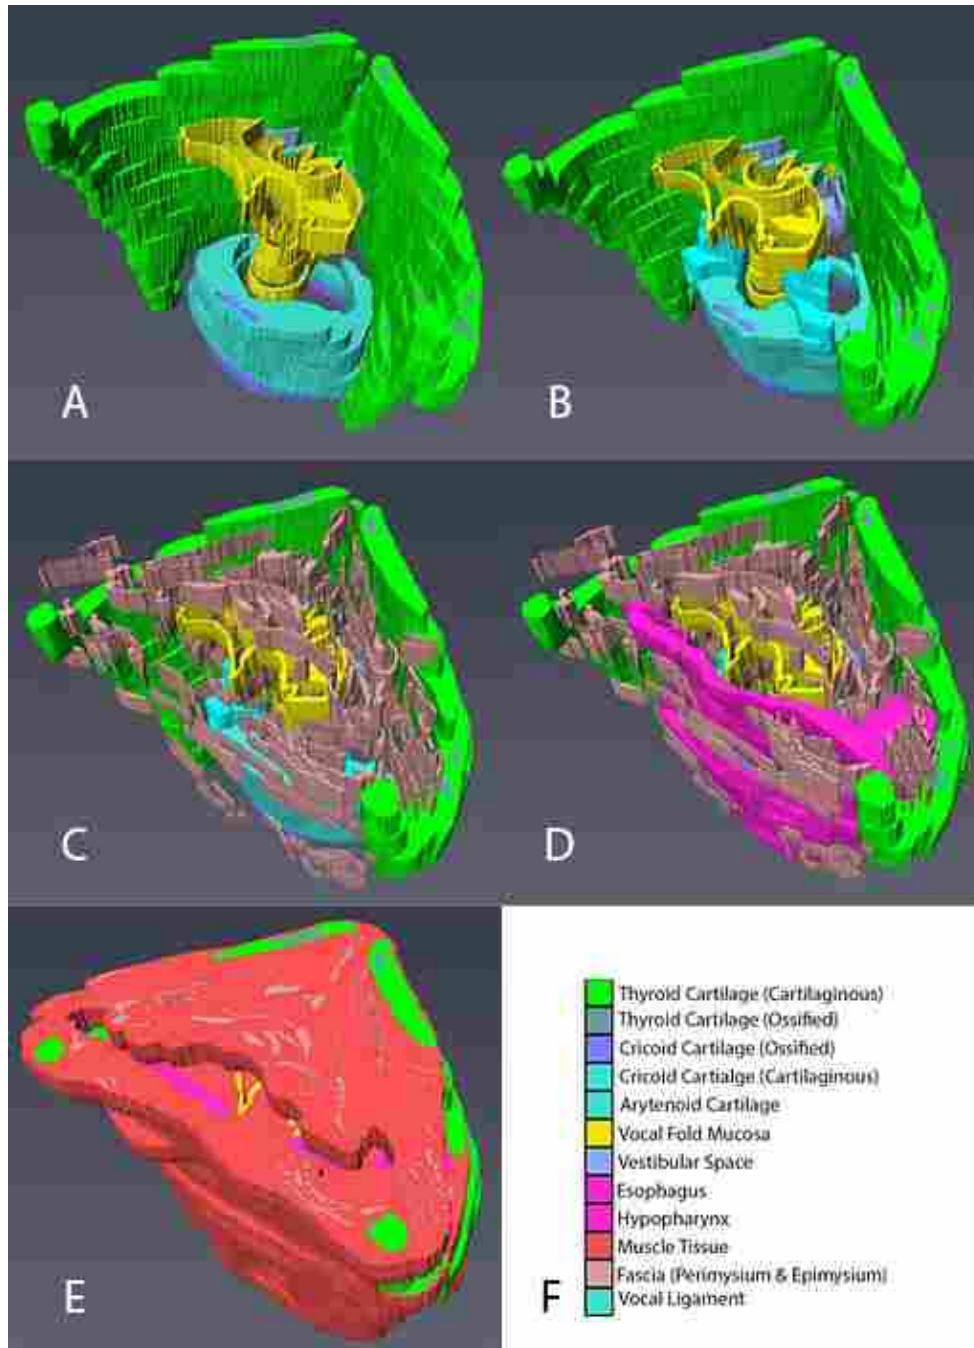 A
B
C
D
E
F
Thyroid Cartilage (Cartilaginous)
Thyroid Cartilage (Ossified)
Cricoid Cartilage (Ossified)
Cricoid Cartialge (Cartilaginous)
Arytenoid Cartilage
Vocal Fold Mucosa
Vestibular Space
Esophagus
Hypopharynx
Muscle Tissue
Fascia (Perimysium & Epimysium)
Vocal Ligament